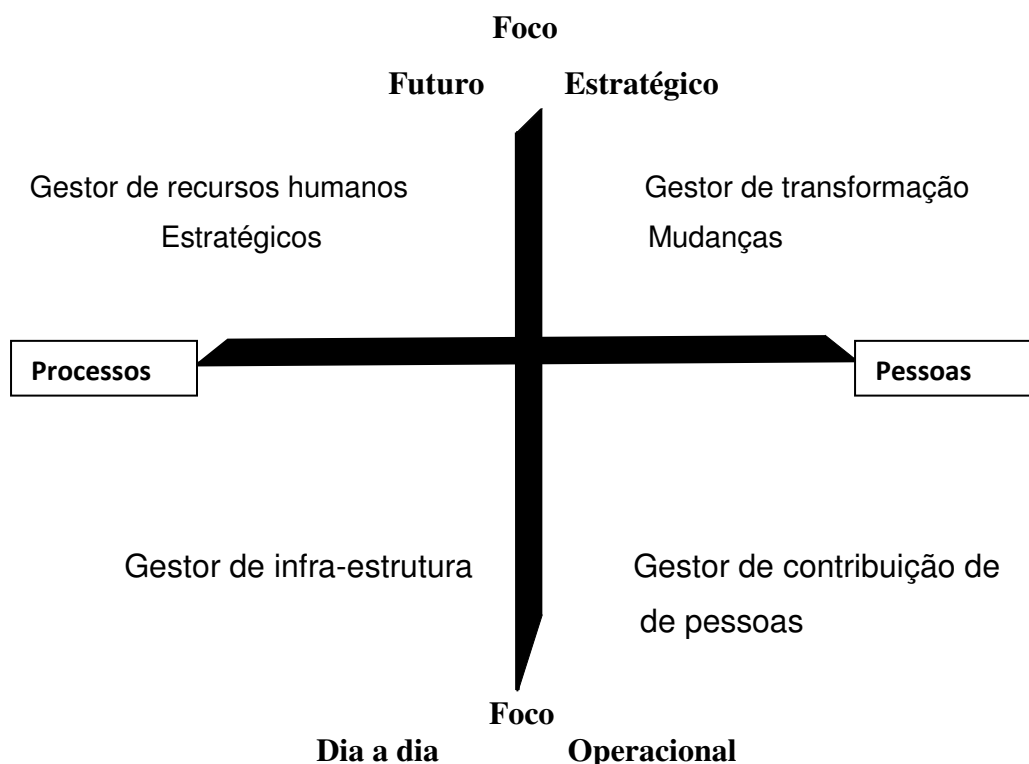 Foco
Futuro Estratégico
Gestor de recursos humanos
Estratégicos
Gestor de transformação
Mudanças
Processos
Pessoas
Gestor de infra-estrutura
Gestor de contribuição de
de pessoas
Foco
Dia a dia Operacional